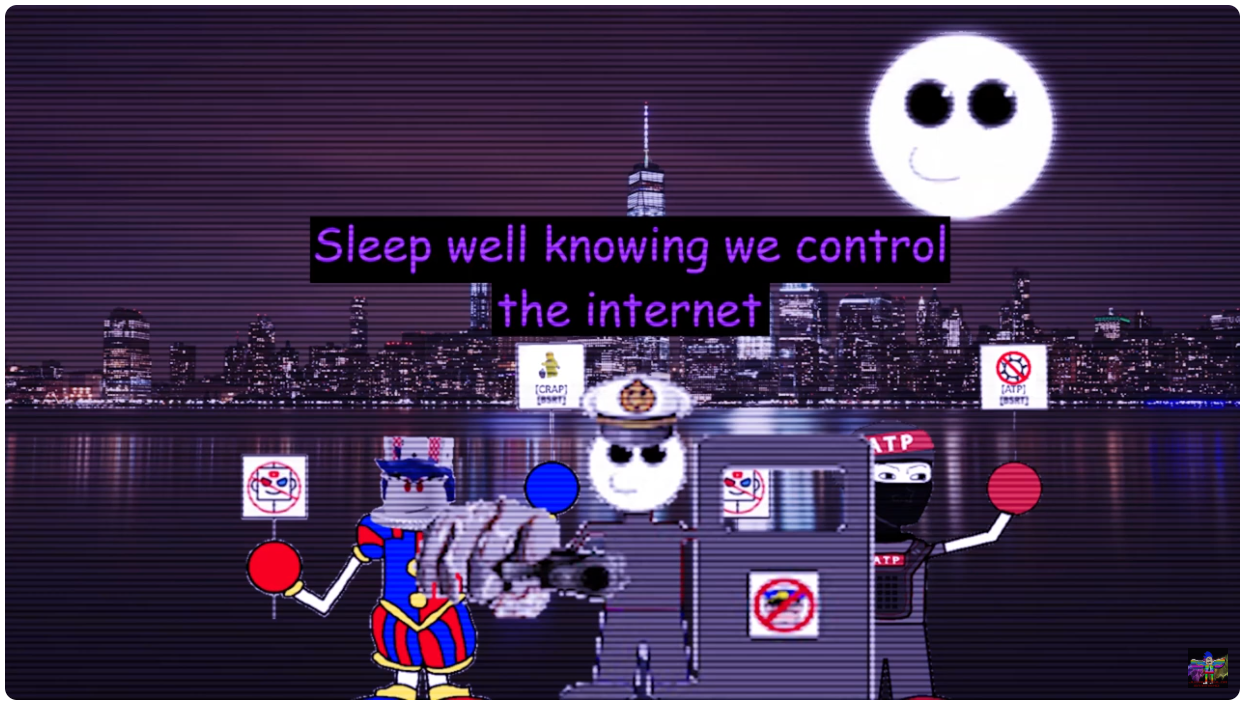 Sleep well knowing we control
the internet
[CRAP]
[BSRT]
[ATP]
[BSRT]
ATP
ATP